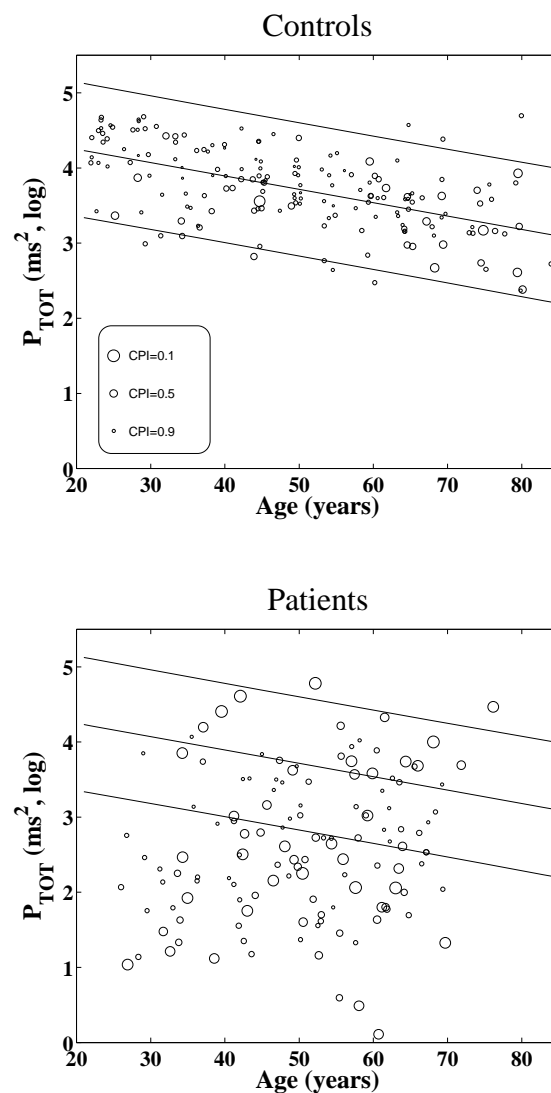 Controls
5
4
3
2
1
0
P_TOT (ms², log)
CPI=0.1
CPI=0.5
CPI=0.9
20 30 40 50 60 70 80
Age (years)
Patients
5
4
3
2
1
0
P_TOT (ms², log)
20 30 40 50 60 70 80
Age (years)